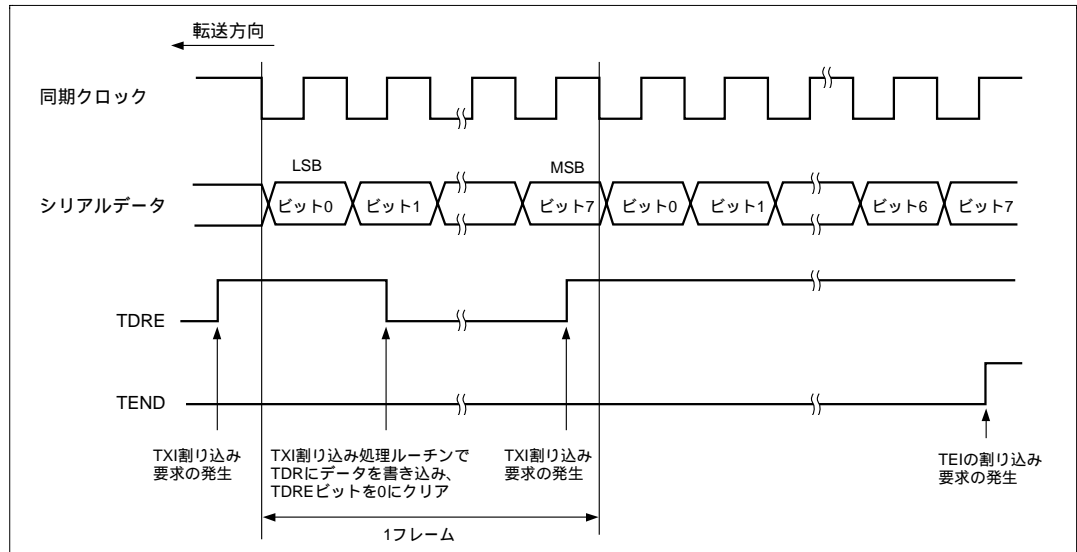 転送方向
同期クロック
LSB
MSB
シリアルデータ
ビット0
ビット1
ビット7
ビット0
ビット1
ビット6
ビット7
TDRE
TEND
TXI割り込み
要求の発生
TXI割り込み処理ルーチンで
TDRにデータを書き込み、
TDREビットを0にクリア
TXI割り込み
要求の発生
TEIの割り込み
要求の発生
1フレーム